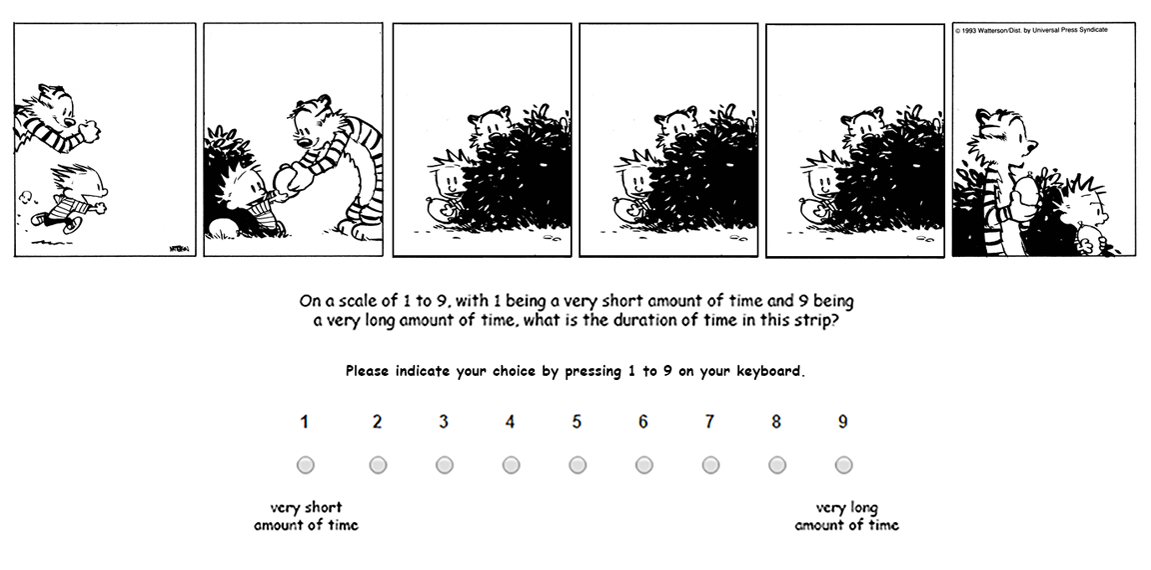 © 1993 Watterson/Dist. by Universal Press Syndicate
On a scale of 1 to 9, with 1 being a very short amount of time and 9 being
a very long amount of time, what is the duration of time in this strip?
Please indicate your choice by pressing 1 to 9 on your keyboard.
1 2 3 4 5 6 7 8 9
very short
amount of time
very long
amount of time